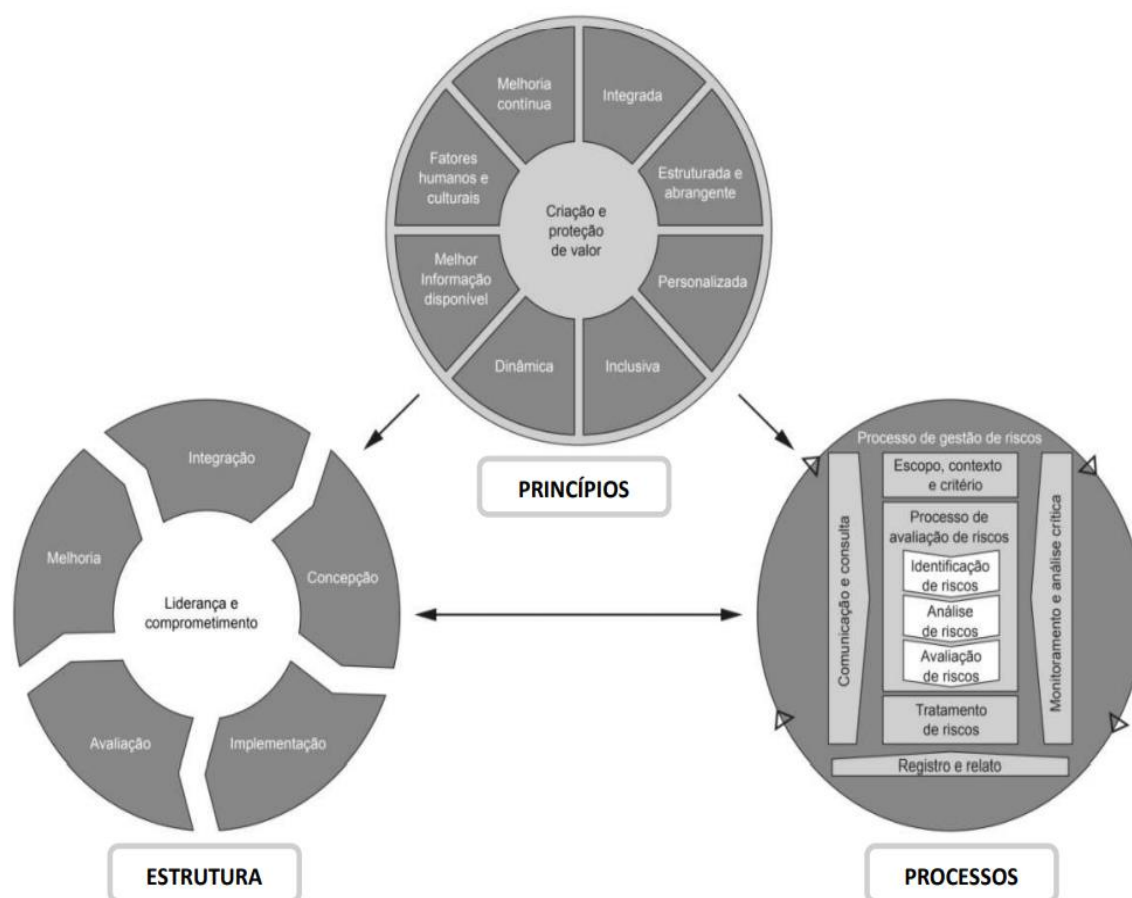 Melhoria
contínua
Integrada
Fatores
humanos e
culturais
Estruturada e
abrangente
Criação e
proteção
de valor
Melhor
Informação
disponível
Personalizada
Dinâmica
Inclusiva
PRINCÍPIOS
Integração
Melhoria
Concepção
Liderança e
comprometimento
Avaliação
Implementação
ESTRUTURA
Processo de gestão de riscos
Escopo, contexto
e critério
Processo de
avaliação de riscos
Identificação
de riscos
Análise
de riscos
Avaliação
de riscos
Tratamento
de riscos
Comunicação e consulta
Monitoramento e análise crítica
Registro e relato
PROCESSOS